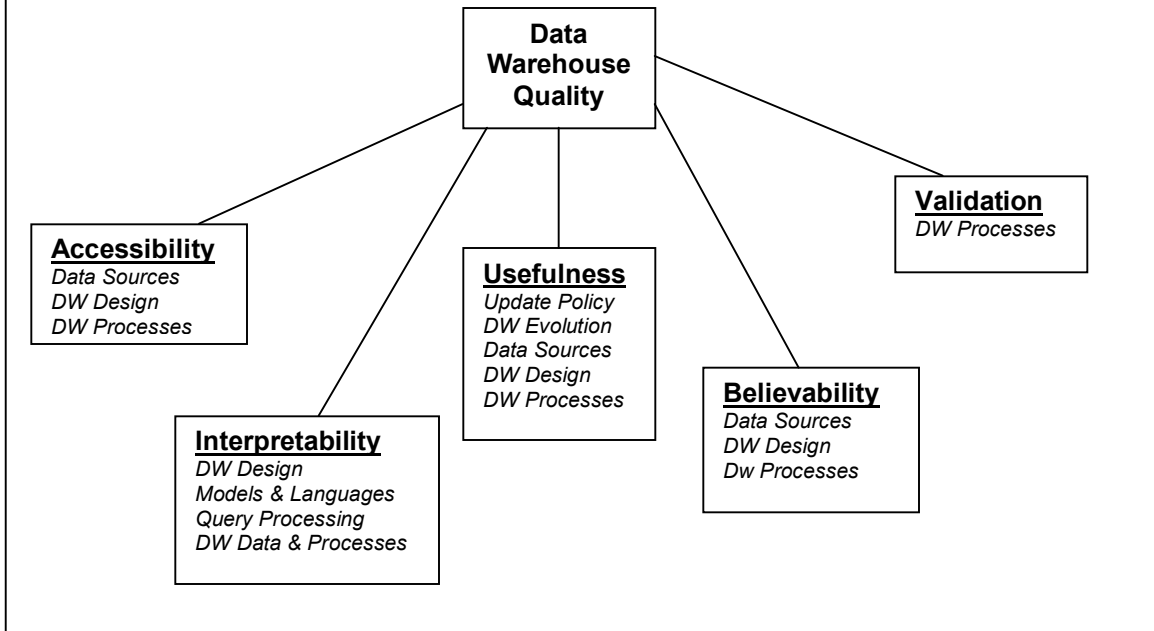 Data
Warehouse
Quality
Accessibility
Data Sources
DW Design
DW Processes
Interpretability
DW Design
Models & Languages
Query Processing
DW Data & Processes
Usefulness
Update Policy
DW Evolution
Data Sources
DW Design
DW Processes
Believability
Data Sources
DW Design
Dw Processes
Validation
DW Processes